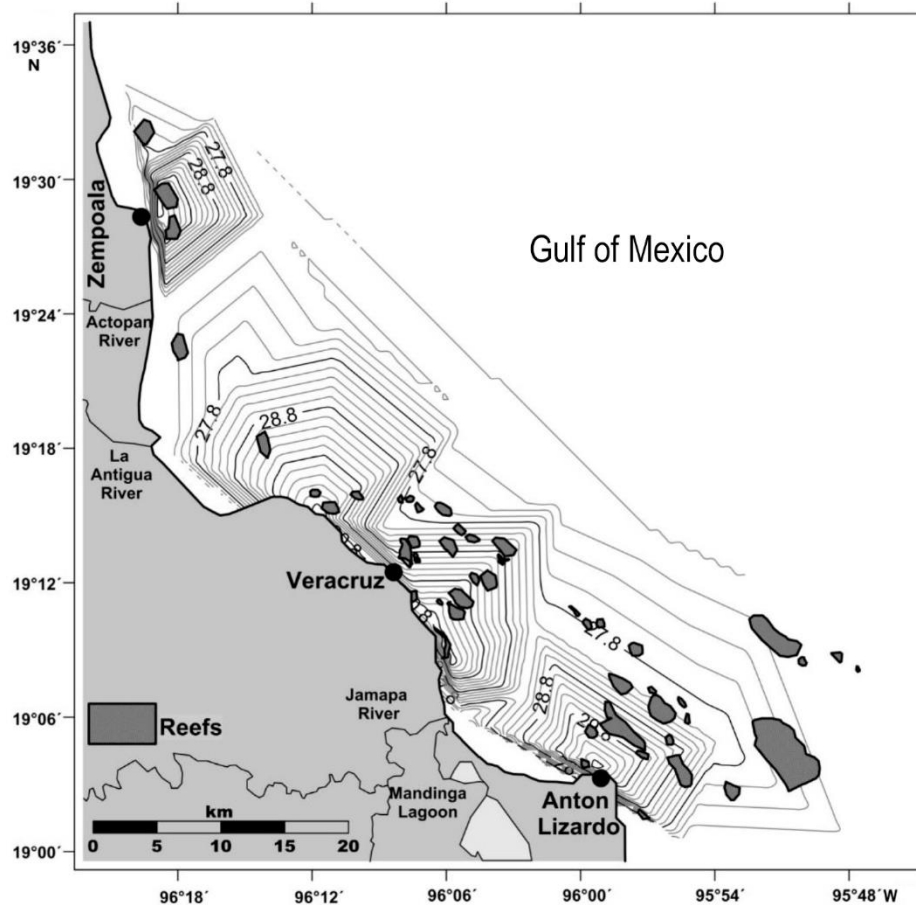 19°36´
N
19°30´
19°24´
19°18´
19°12´
19°06´
19°00´
Gulf of Mexico
Zempoala
27.8
28.8
Actopan
River
27.8
28.8
La
Antigua
River
27.8
Veracruz
27.8
28.8
Jamapa
River
Reefs
Mandinga
Lagoon
Anton
Lizardo
km
0 5 10 15 20
96°18´ 96°12´ 96°06´ 96°00´ 95°54´ 95°48´ W